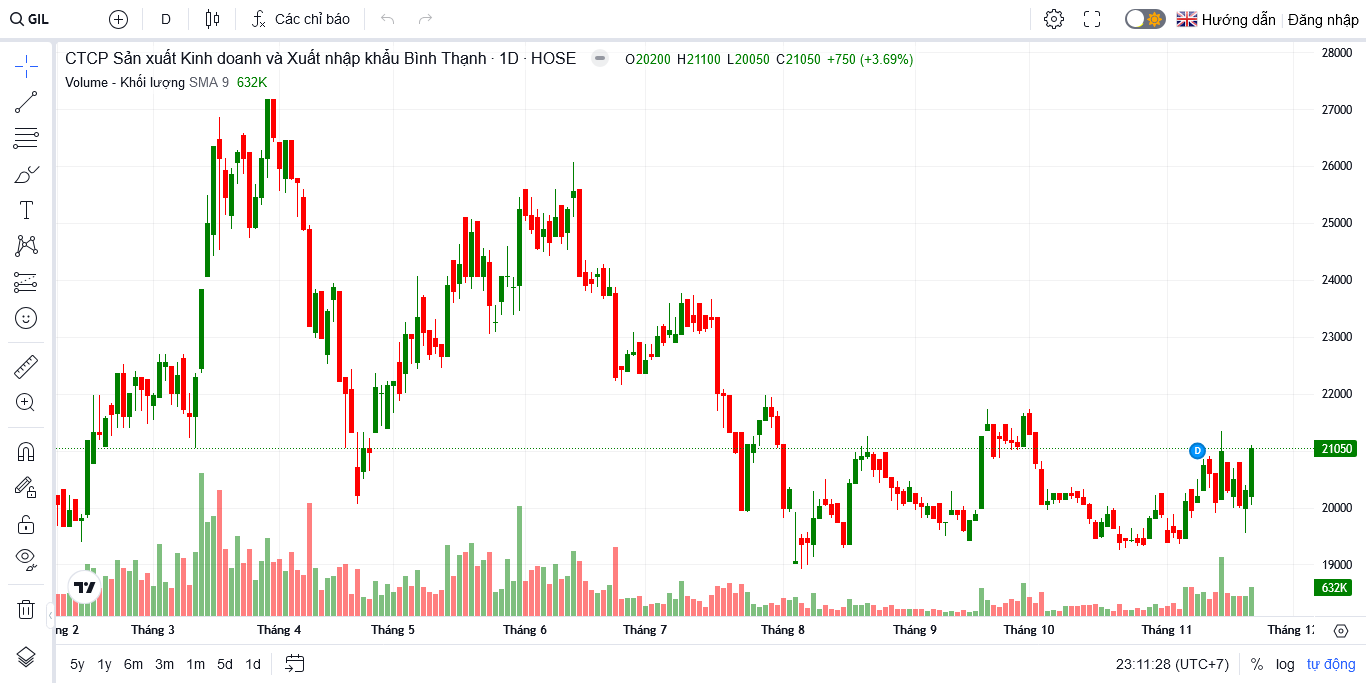 GIL D Các chỉ báo Hướng dẫn Đăng nhập
CTCP Sản xuất Kinh doanh và Xuất nhập khẩu Bình Thạnh · 1D · HOSE O20200 H21100 L20050 C21050 +750 (+3.69%)
Volume - Khối lượng SMA 9 632K
28000
27000
26000
25000
24000
23000
22000
21050
D
20000
19000
632K
ng 2 Tháng 3 Tháng 4 Tháng 5 Tháng 6 Tháng 7 Tháng 8 Tháng 9 Tháng 10 Tháng 11 Tháng 12
5y 1y 6m 3m 1m 5d 1d 23:11:28 (UTC+7) % log tự động